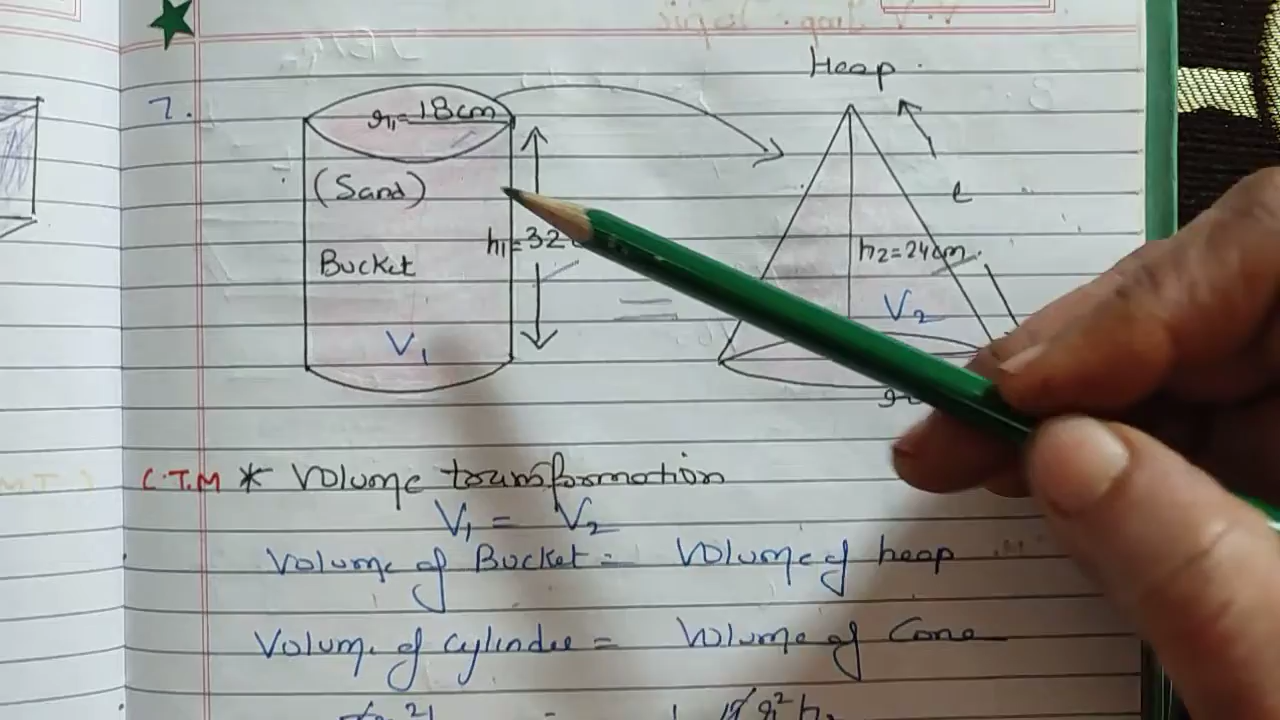 Heap
7.
r₁=18cm
(Sand)
l
h₁=32
h₂=24cm
Bucket
V₂
V₁
C.T.M * Volume transformation
V₁ = V₂
Volume of Bucket = Volume of heap
Volume of Cylinder = Volume of Cone